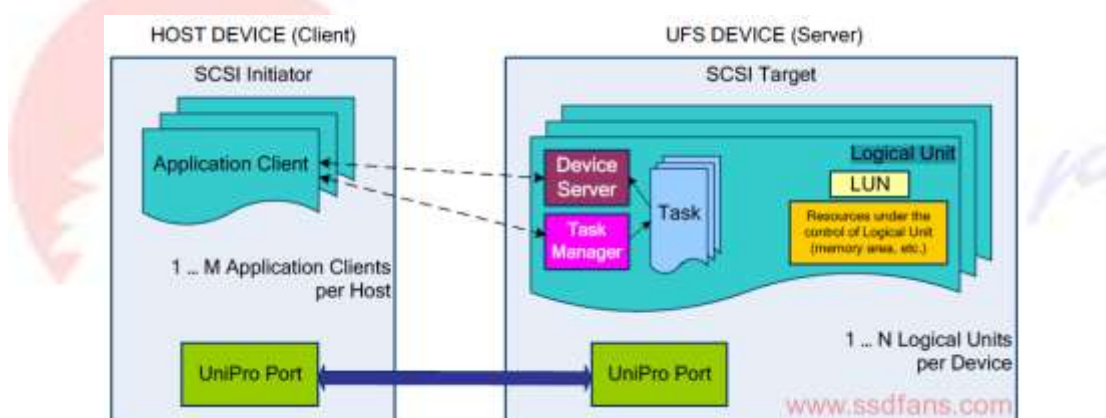 HOST DEVICE (Client)
SCSI Initiator
Application Client
1 ... M Application Clients
per Host
UniPro Port
UFS DEVICE (Server)
SCSI Target
Logical Unit
Device
Server
Task
Manager
Task
LUN
Resources under the
control of Logical Unit
(memory area, etc.)
1 ... N Logical Units
per Device
UniPro Port
www.ssdfans.com